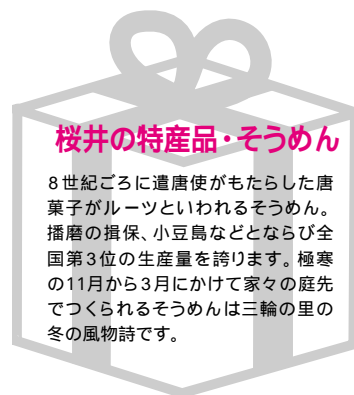 桜井の特産品・そうめん
8世紀ごろに遣唐使がもたらした唐
菓子がルーツといわれるそうめん。
播磨の揖保、小豆島などとならび全
国第3位の生産量を誇ります。極寒
の11月から3月にかけて家々の庭先
でつくられるそうめんは三輪の里の
冬の風物詩です。